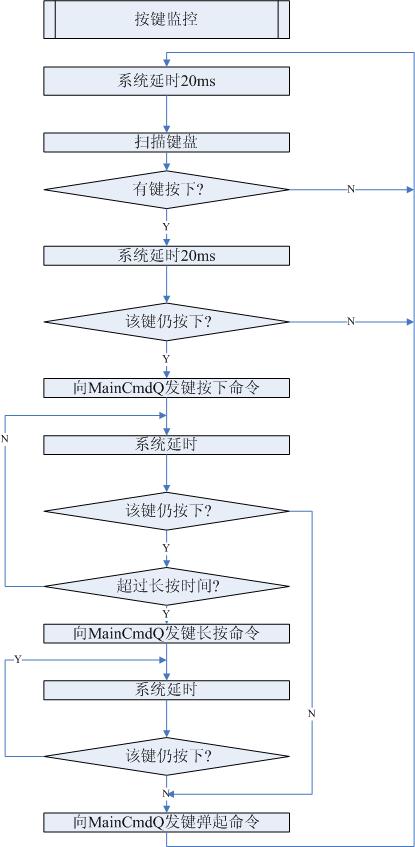 按键监控
系统延时20ms
扫描键盘
有键按下?
N
Y
系统延时20ms
该键仍按下?
N
Y
向MainCmdQ发键按下命令
N
系统延时
该键仍按下?
Y
超过长按时间?
Y
向MainCmdQ发键长按命令
Y
系统延时
N
该键仍按下?
N
向MainCmdQ发键弹起命令